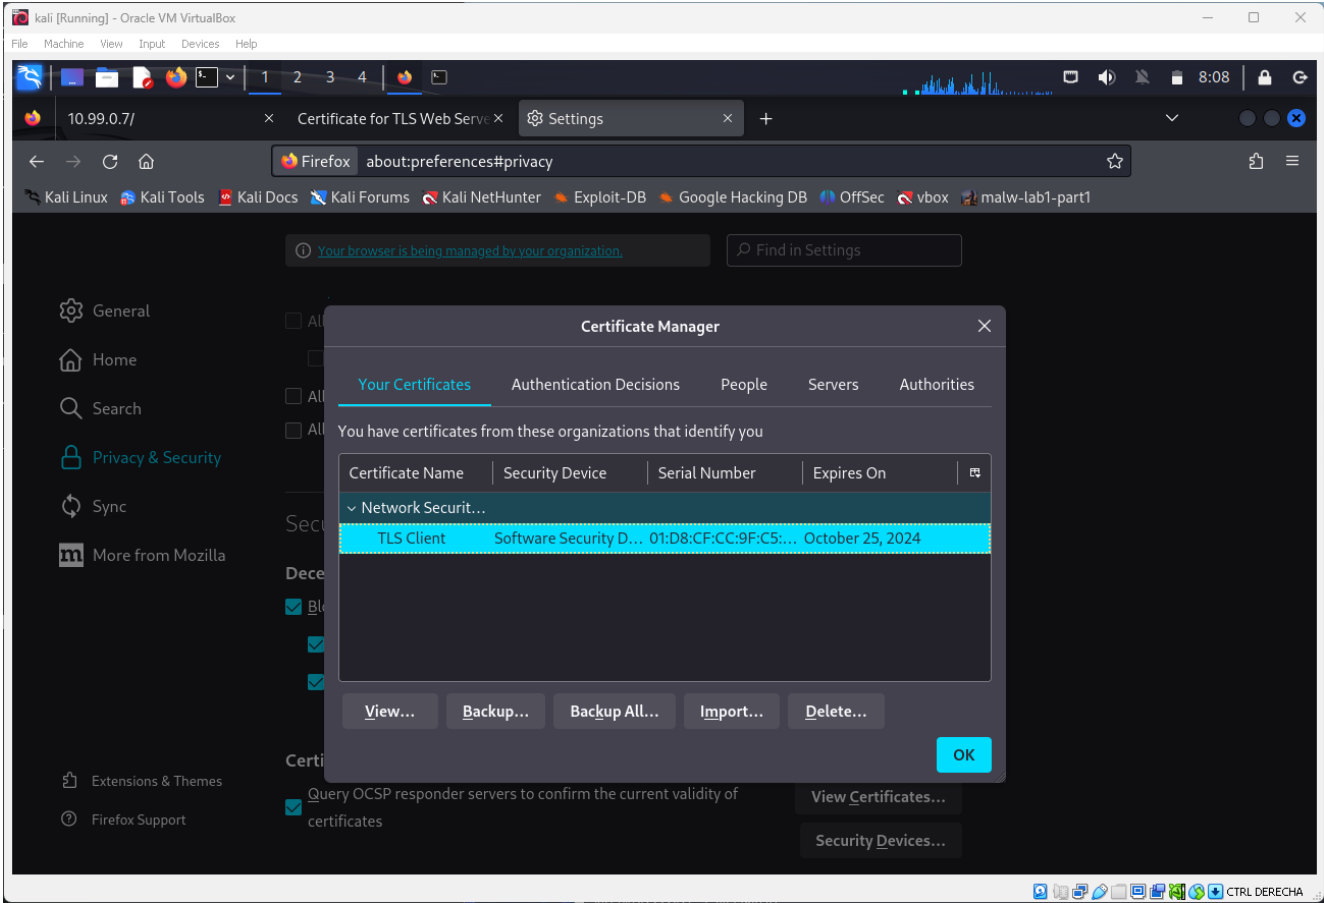 kali [Running] - Oracle VM VirtualBox
File Machine View Input Devices Help
1 2 3 4 8:08
10.99.0.7/ Certificate for TLS Web Serve Settings
Firefox about:preferences#privacy
Kali Linux Kali Tools Kali Docs Kali Forums Kali NetHunter Exploit-DB Google Hacking DB OffSec vbox malw-lab1-part1
Your browser is being managed by your organization. Find in Settings
General
Home
Search
Privacy & Security
Sync
More from Mozilla
Extensions & Themes
Firefox Support
Certificate Manager
Your Certificates Authentication Decisions People Servers Authorities
You have certificates from these organizations that identify you
Certificate Name Security Device Serial Number Expires On
Network Securit...
TLS Client Software Security D... 01:D8:CF:CC:9F:C5:... October 25, 2024
View... Backup... Backup All... Import... Delete...
OK
All
All
All
Secu
Dece
Blo
Certi
Query OCSP responder servers to confirm the current validity of
certificates
View Certificates...
Security Devices...
CTRL DERECHA